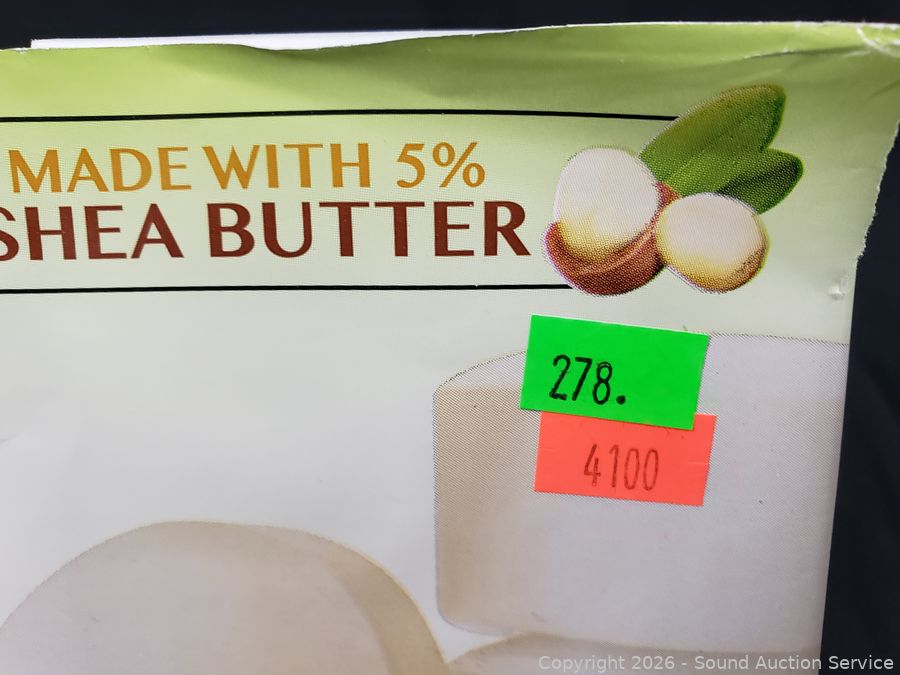 MADE WITH 5%
SHEA BUTTER
278.
4100
Copyright 2026 - Sound Auction Service